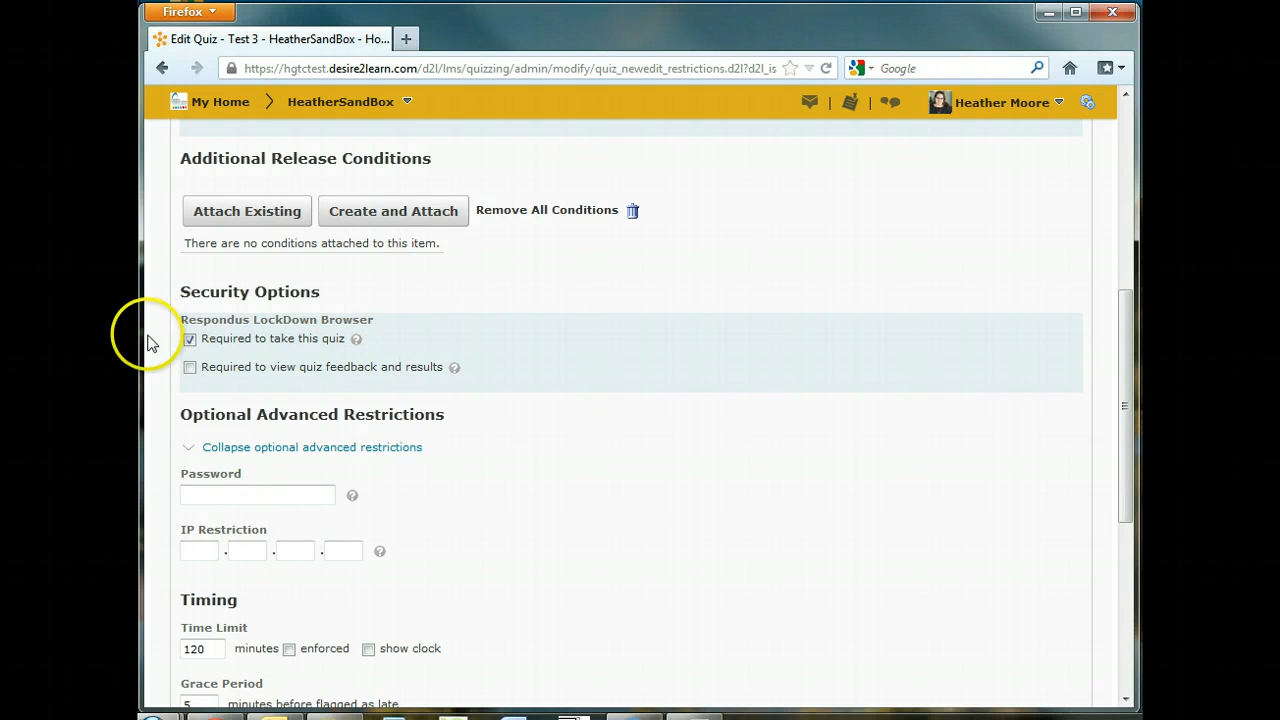 Firefox
Edit Quiz - Test 3 - HeatherSandBox - Ho...
https://hgtctest.desire2learn.com/d2l/lms/quizzing/admin/modify/quiz_newedit_restrictions.d2l?d2l_is
Google
My Home
HeatherSandBox
Heather Moore
Additional Release Conditions
Attach Existing
Create and Attach
Remove All Conditions
There are no conditions attached to this item.
Security Options
Respondus LockDown Browser
Required to take this quiz
Required to view quiz feedback and results
Optional Advanced Restrictions
Collapse optional advanced restrictions
Password
IP Restriction
. . .
Timing
Time Limit
120 minutes enforced show clock
Grace Period
5 minutes before flagged as late